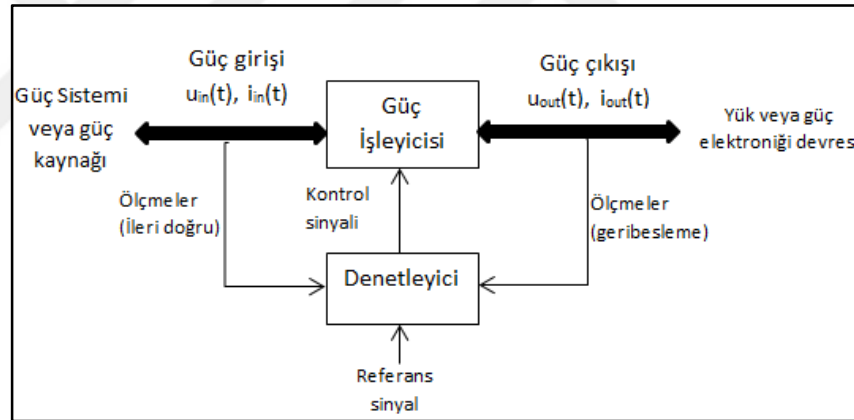 Güç Sistemi
veya güç
kaynağı
Güç girişi
uin(t), iin(t)
Güç
İşleyicisi
Güç çıkışı
uout(t), iout(t)
Yük veya güç
elektroniği devres
Ölçmeler
(İleri doğru)
Kontrol
sinyali
Ölçmeler
(geribesleme)
Denetleyici
Referans
sinyal